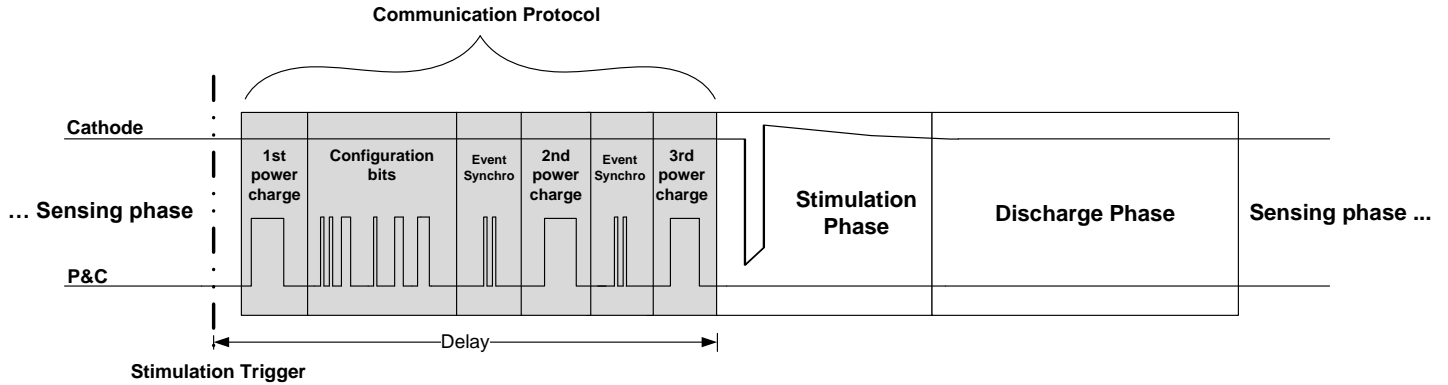 Communication Protocol
Cathode
1st
power
charge
Configuration
bits
Event
Synchro
2nd
power
charge
Event
Synchro
3rd
power
charge
... Sensing phase
Stimulation
Phase
Discharge Phase
Sensing phase ...
P&C
Delay
Stimulation Trigger